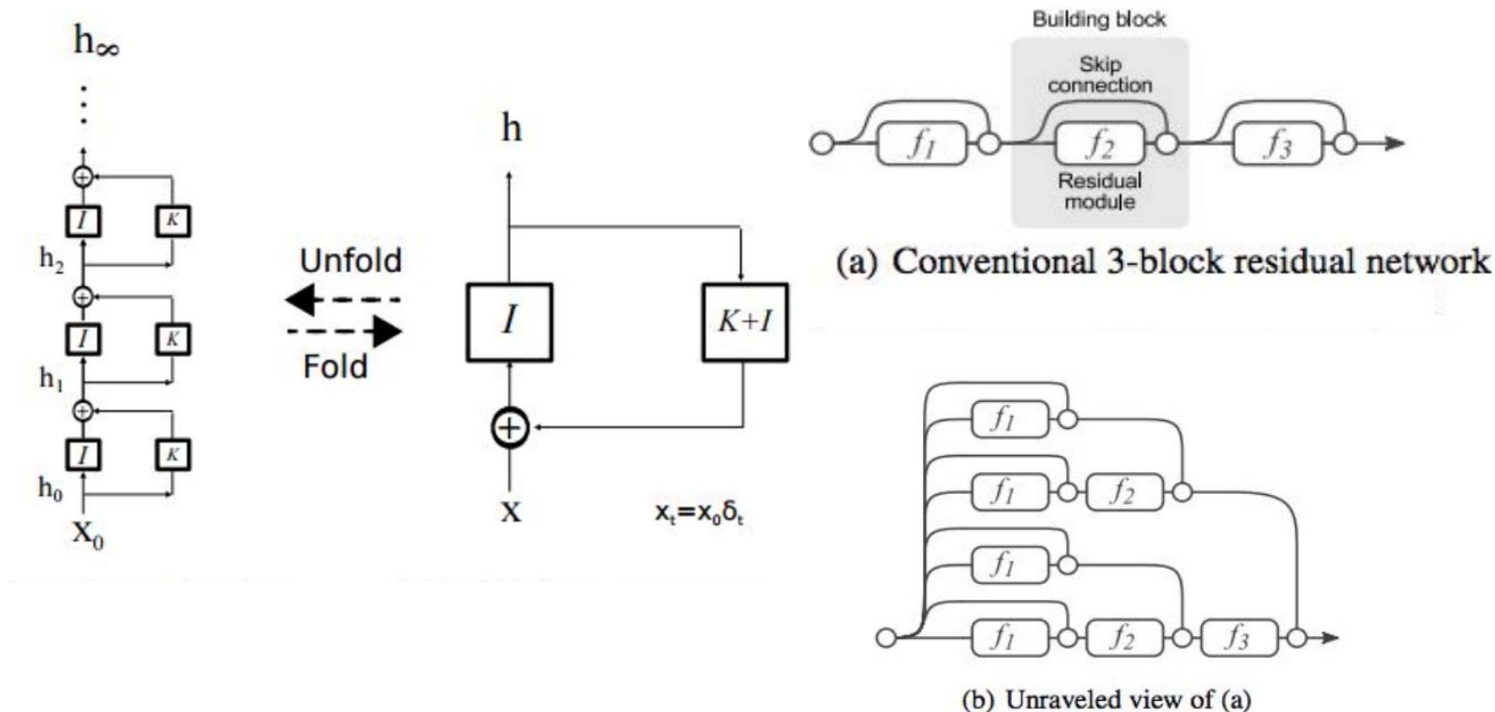 h∞
I
K
h₂
I
K
h₁
I
K
h₀
X₀
Unfold
Fold
h
I
K+I
x
xₜ=x₀δₜ
Building block
Skip
connection
f₁
f₂
f₃
Residual
module
(a) Conventional 3-block residual network
f₁
f₁
f₂
f₁
f₁
f₂
f₃
(b) Unraveled view of (a)